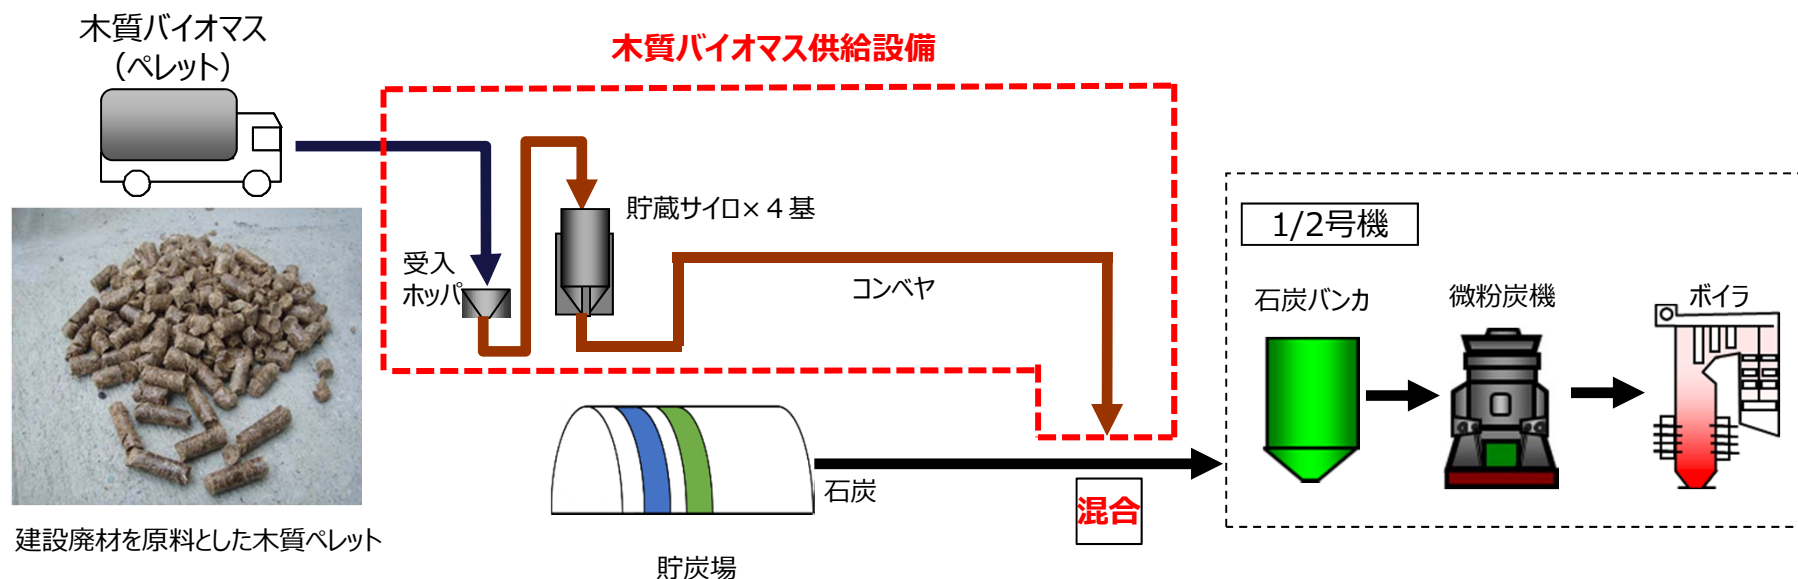 木質バイオマス
（ペレット）
木質バイオマス供給設備
貯蔵サイロ×４基
受入
ホッパ
コンベヤ
1/2号機
石炭バンカ
微粉炭機
ボイラ
石炭
混合
建設廃材を原料とした木質ペレット
貯炭場